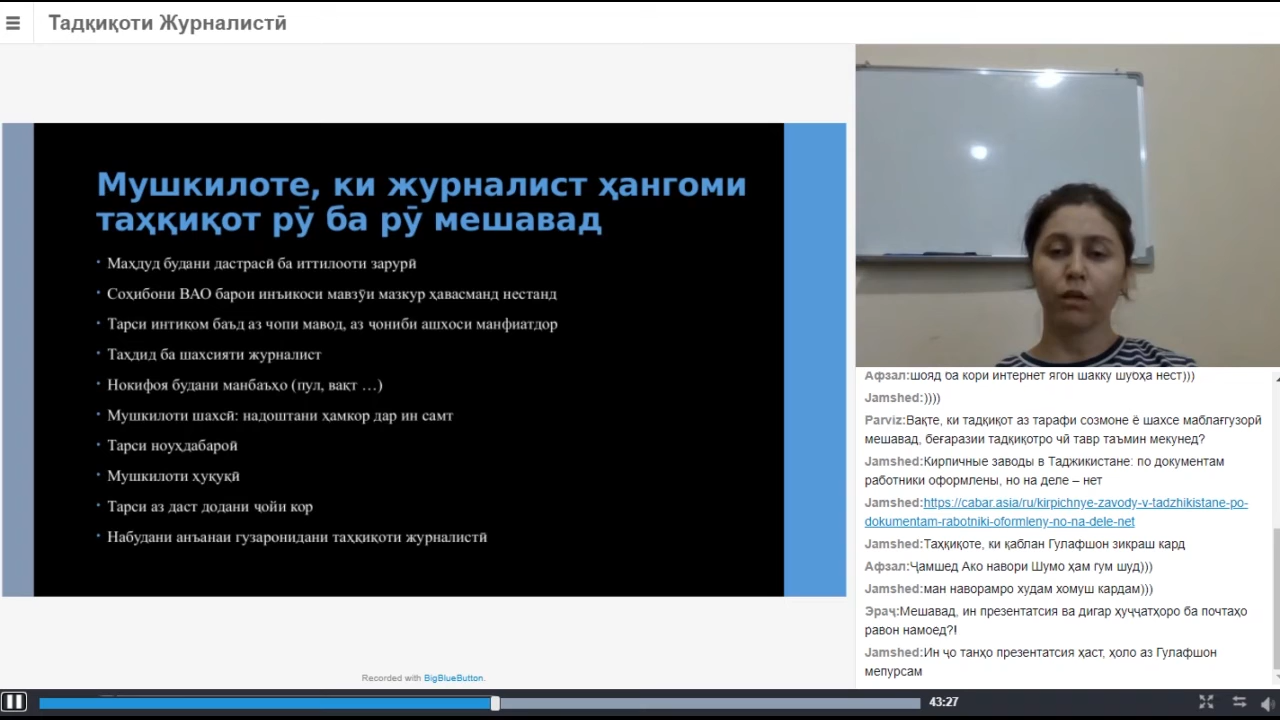 Тадқиқоти Журналистӣ
Мушкилоте, ки журналист ҳангоми
таҳқиқот рӯ ба рӯ мешавад
Маҳдуд будани дастрасӣ ба иттилооти зарурӣ
Соҳибони ВАО барои инъикоси мавзӯи мазкур ҳавасманд нестанд
Тарси интиқом баъд аз чопи мавод, аз ҷониби ашхоси манфиатдор
Таҳдид ба шахсияти журналист
Нокифоя будани манбаъҳо (пул, вақт …)
Мушкилоти шахсӣ: надоштани ҳамкор дар ин самт
Тарси ноуҳдабароӣ
Мушкилоти ҳуқуқӣ
Тарси аз даст додани ҷойи кор
Набудани анъанаи гузаронидани таҳқиқоти журналистӣ
Recorded with BigBlueButton.
Афзал:шояд ба кори интернет ягон шакку шубҳа нест)))
Jamshed:))))
Parviz:Вақте, ки тадқиқот аз тарафи созмоне ё шахсе маблағгузорӣ
мешавад, беғаразии тадқиқотро чӣ тавр таъмин мекунед?
Jamshed:Кирпичные заводы в Таджикистане: по документам
работники оформлены, но на деле – нет
Jamshed:https://cabar.asia/ru/kirpichnye-zavody-v-tadzhikistane-po-
dokumentam-rabotniki-oformleny-no-na-dele-net
Jamshed:Таҳқиқоте, ки қаблан Гулафшон зикраш кард
Афзал:Ҷамшед Ако навори Шумо ҳам гум шуд)))
Jamshed:ман наворамро худам хомуш кардам)))
Эраҷ:Мешавад, ин презентатсия ва дигар ҳуҷҷатҳоро ба почтаҳо
равон намоед?!
Jamshed:Ин ҷо танҳо презентатсия ҳаст, ҳоло аз Гулафшон
мепурсам
43:27